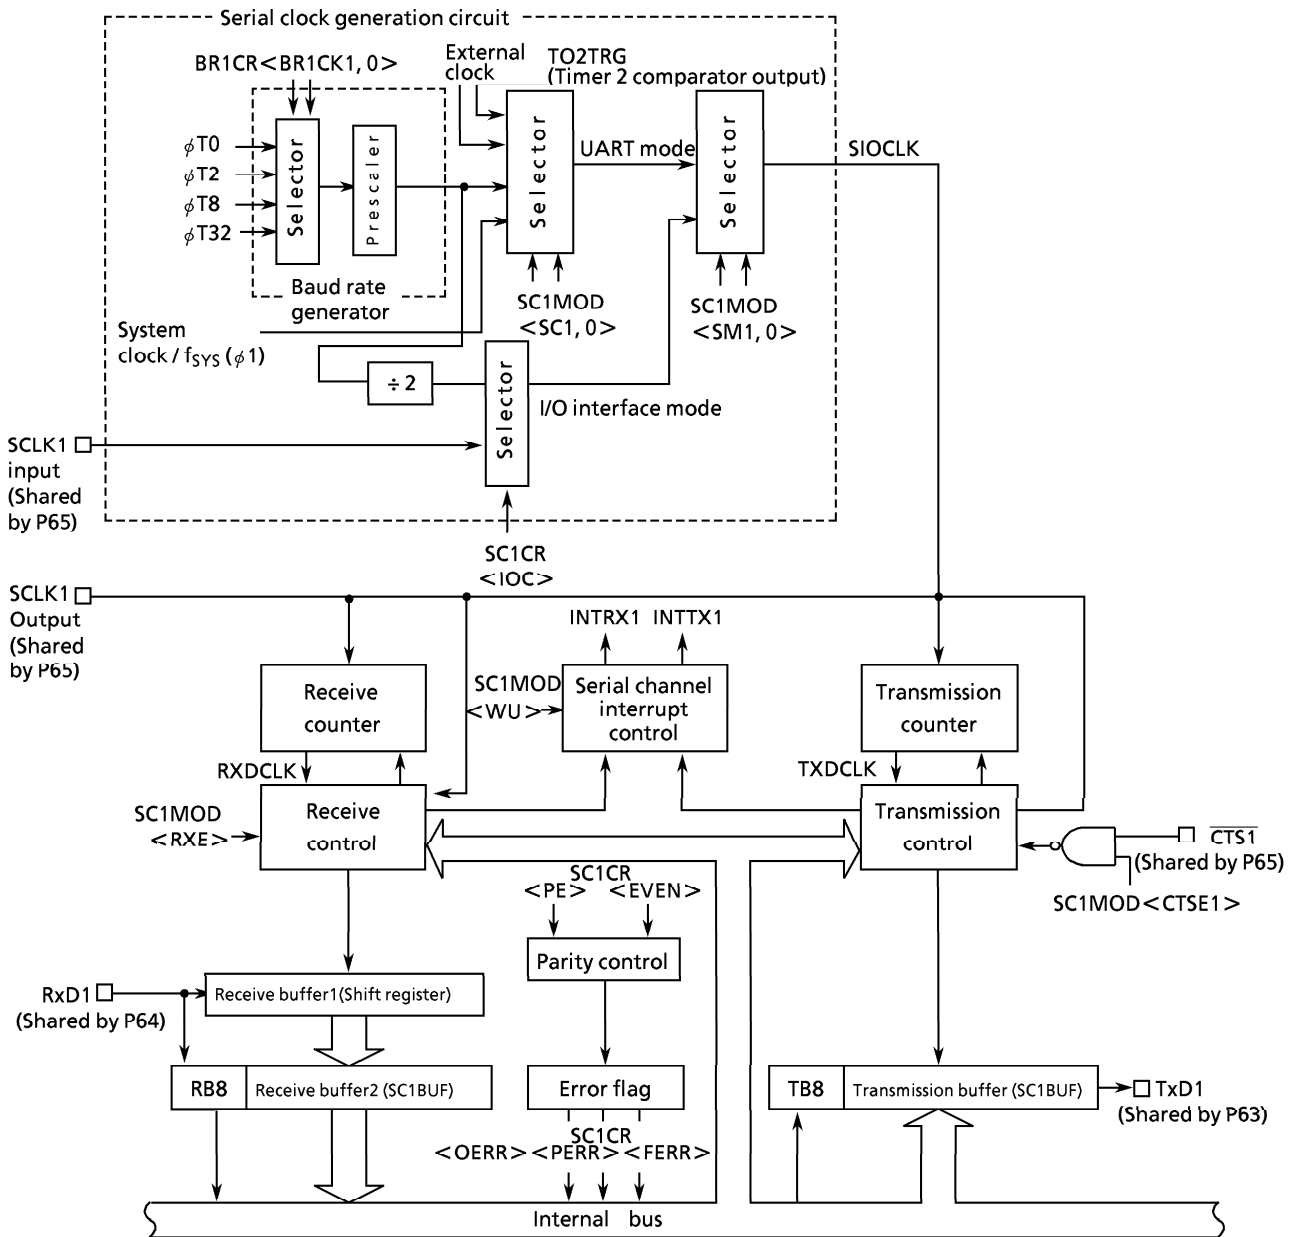 Serial clock generation circuit
BR1CR<BR1CK1, 0>
External
clock
TO2TRG
(Timer 2 comparator output)
ϕT0
ϕT2
ϕT8
ϕT32
Selector
Prescaler
Selector
UART mode
Selector
SIOCLK
Baud rate
generator
SC1MOD
<SC1, 0>
SC1MOD
<SM1, 0>
System
clock / fSYS (ϕ1)
÷ 2
Selector
I/O interface mode
SCLK1
input
(Shared
by P65)
SC1CR
<IOC>
SCLK1
Output
(Shared
by P65)
INTRX1 INTTX1
Receive
counter
SC1MOD
<WU>
Serial channel
interrupt
control
Transmission
counter
RXDCLK
TXDCLK
SC1MOD
<RXE>
Receive
control
Transmission
control
CTS1
(Shared by P65)
SC1MOD<CTSE1>
SC1CR
<PE> <EVEN>
Parity control
RxD1
(Shared by P64)
Receive buffer1(Shift register)
RB8 Receive buffer2 (SC1BUF)
Error flag
TB8 Transmission buffer (SC1BUF)
TxD1
(Shared by P63)
SC1CR
<OERR> <PERR> <FERR>
Internal bus